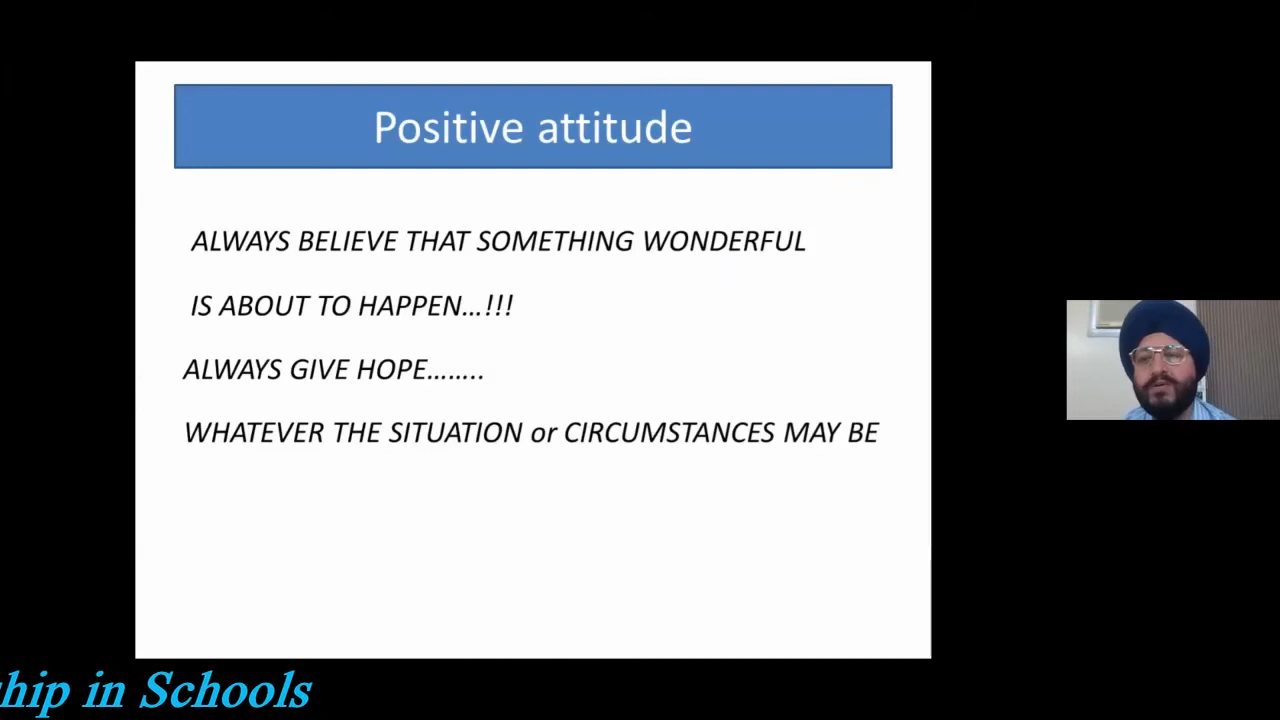 Positive attitude
ALWAYS BELIEVE THAT SOMETHING WONDERFUL
IS ABOUT TO HAPPEN...!!!
ALWAYS GIVE HOPE........
WHATEVER THE SITUATION or CIRCUMSTANCES MAY BE
hip in Schools